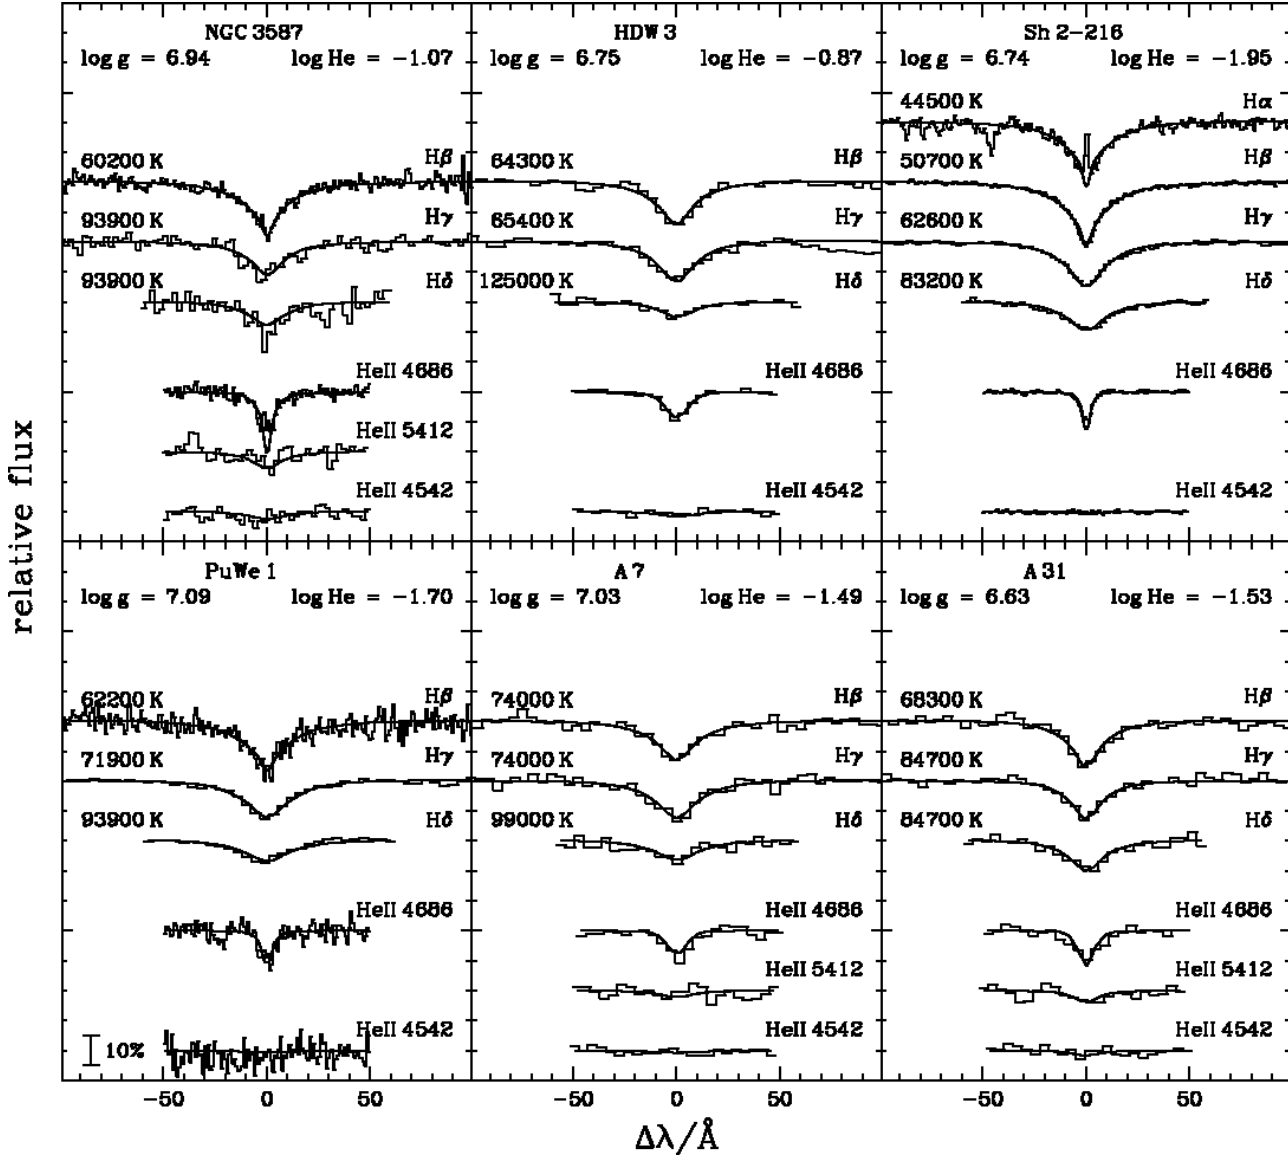 NGC 3587
log g = 6.94 log He = −1.07
60200 K Hβ
93900 K Hγ
93900 K Hδ
HeII 4686
HeII 5412
HeII 4542
HDW 3
log g = 6.75 log He = −0.87
64300 K Hβ
65400 K Hγ
125000 K Hδ
HeII 4686
HeII 4542
Sh 2−216
log g = 6.74 log He = −1.95
44500 K Hα
50700 K Hβ
62600 K Hγ
83200 K Hδ
HeII 4686
HeII 4542
relative flux
PuWe 1
log g = 7.09 log He = −1.70
62200 K Hβ
71900 K Hγ
93900 K Hδ
HeII 4686
HeII 4542
10%
A 7
log g = 7.03 log He = −1.49
74000 K Hβ
74000 K Hγ
99000 K Hδ
HeII 4686
HeII 5412
HeII 4542
A 31
log g = 6.63 log He = −1.53
68300 K Hβ
84700 K Hγ
84700 K Hδ
HeII 4686
HeII 5412
HeII 4542
−50 0 50 −50 0 50 −50 0 50
Δλ/Å